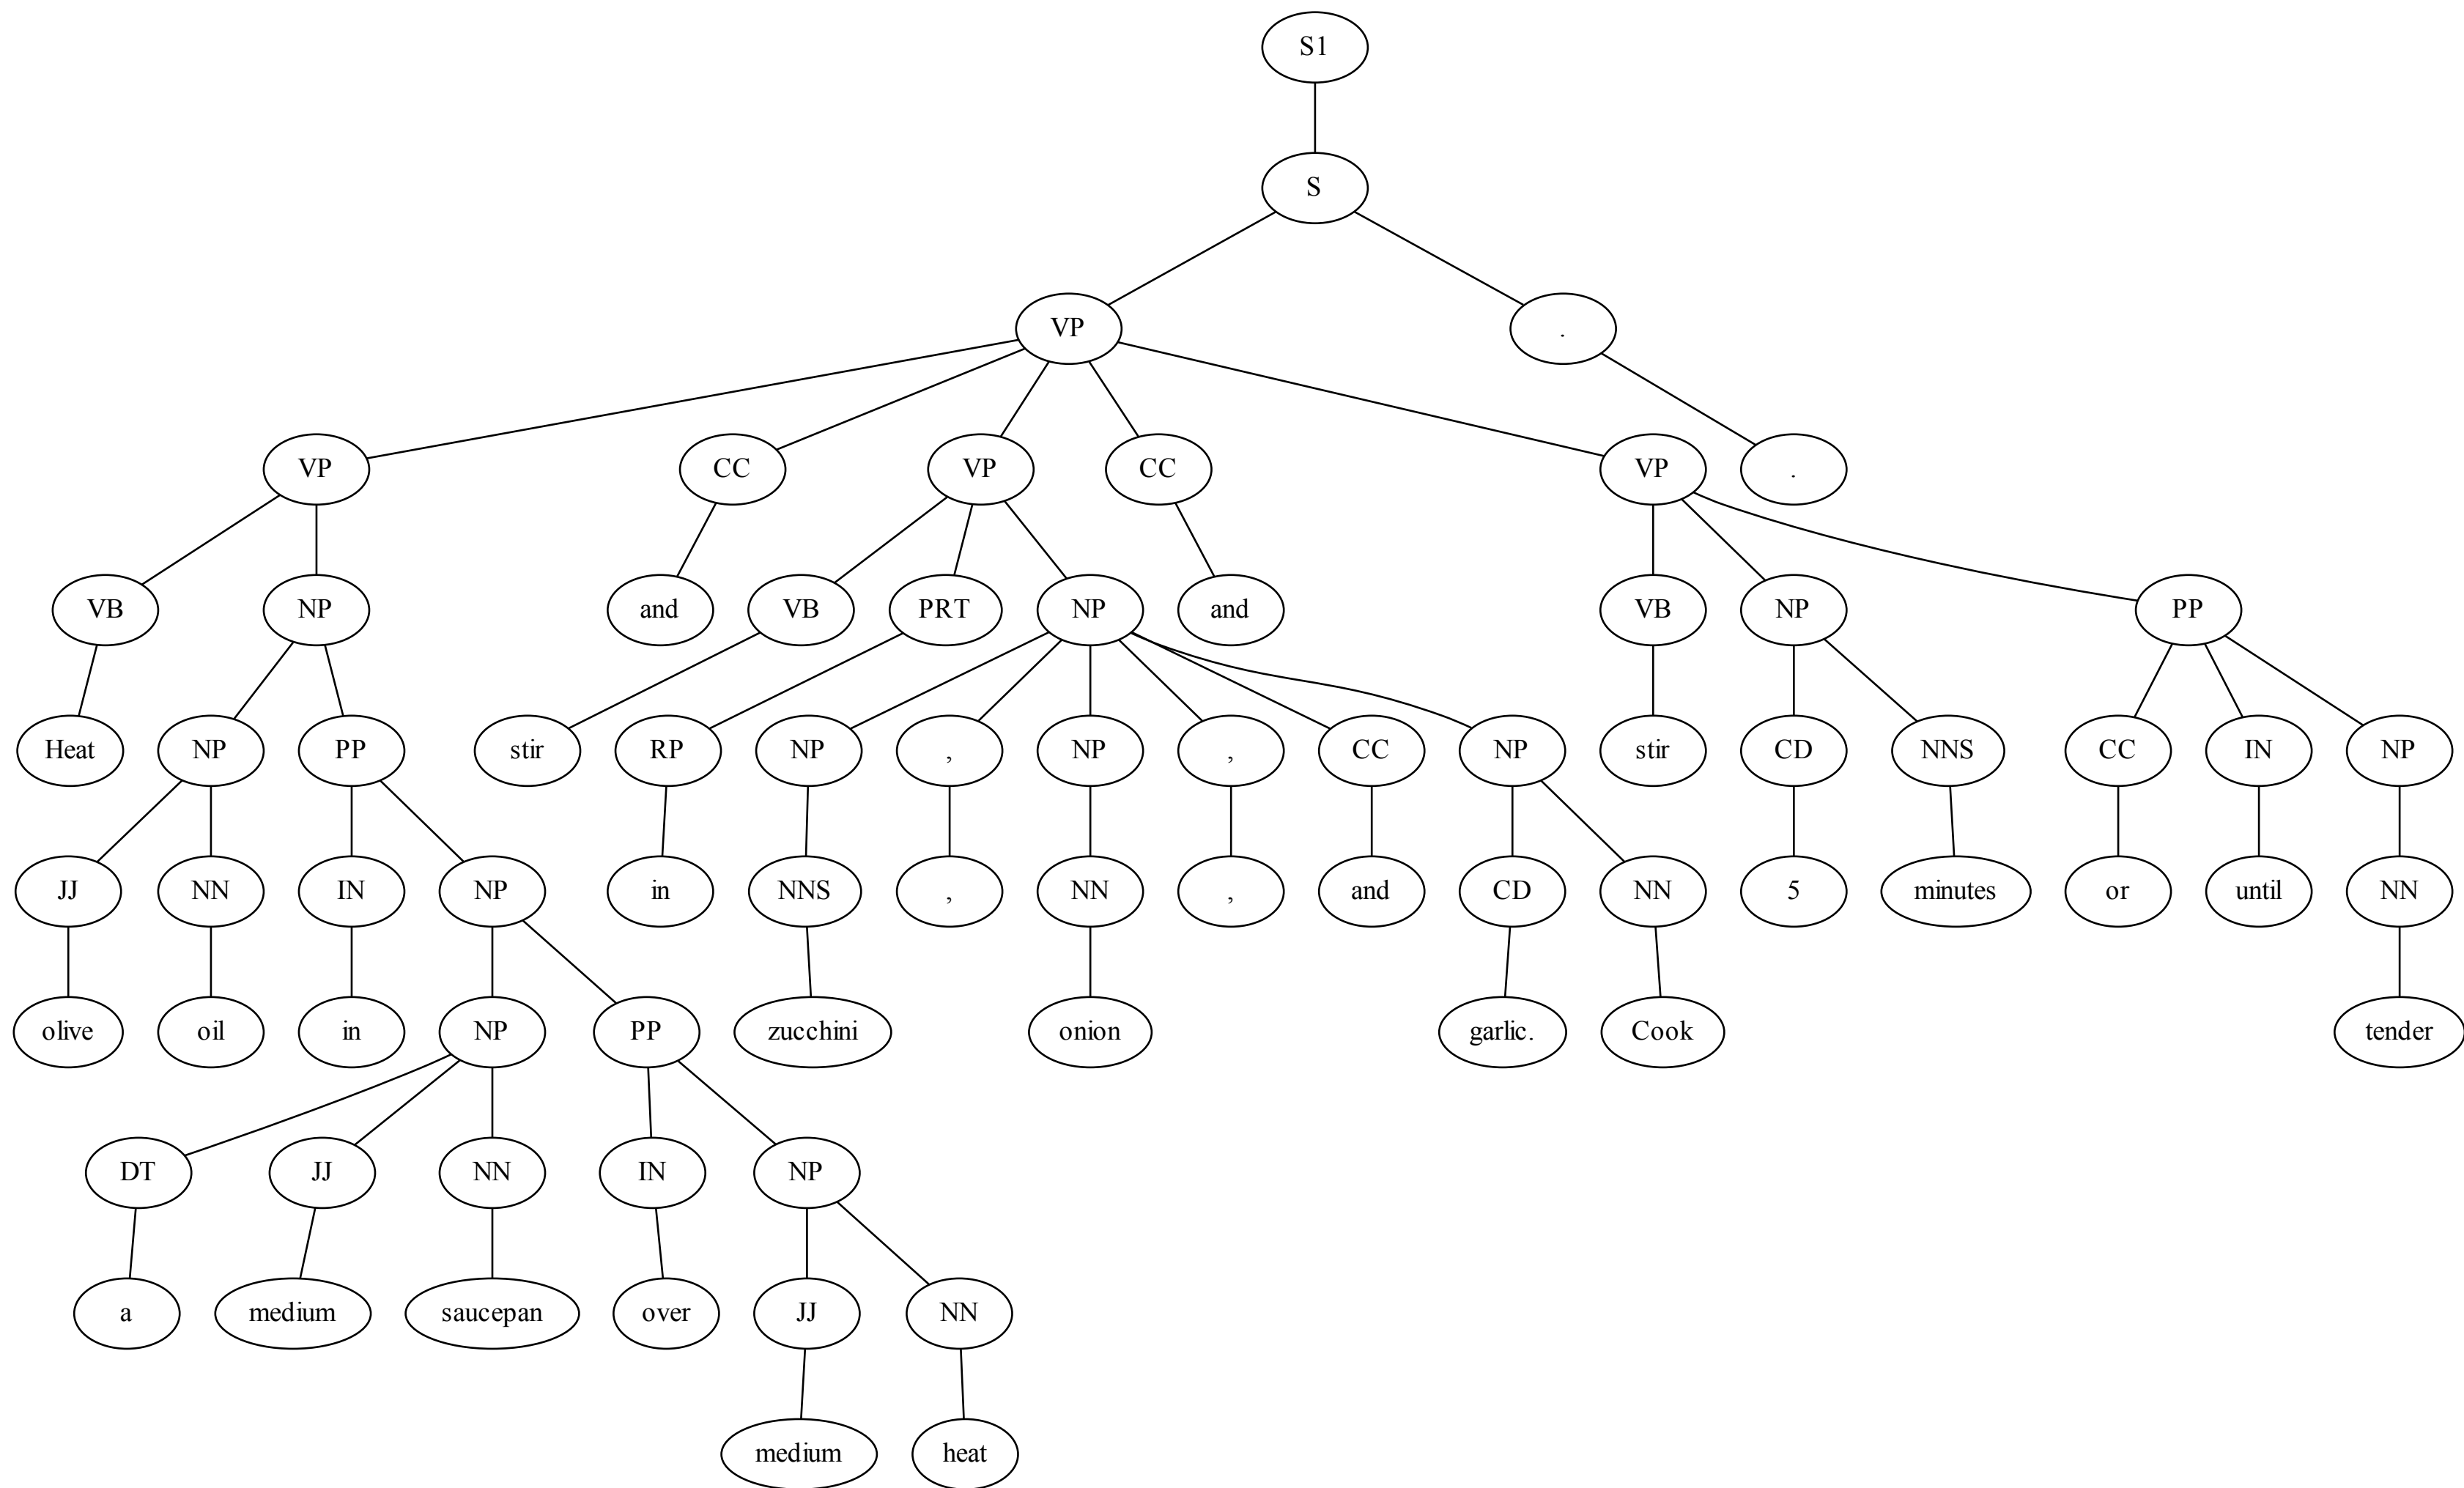 S1
S
VP .
VP CC VP CC VP .
VB NP and VB PRT NP and VB NP PP
Heat NP PP stir RP NP , NP , CC NP stir CD NNS CC IN NP
JJ NN IN NP in NNS , NN , and CD NN 5 minutes or until NN
olive oil in NP PP zucchini onion garlic. Cook tender
DT JJ NN IN NP
a medium saucepan over JJ NN
medium heat